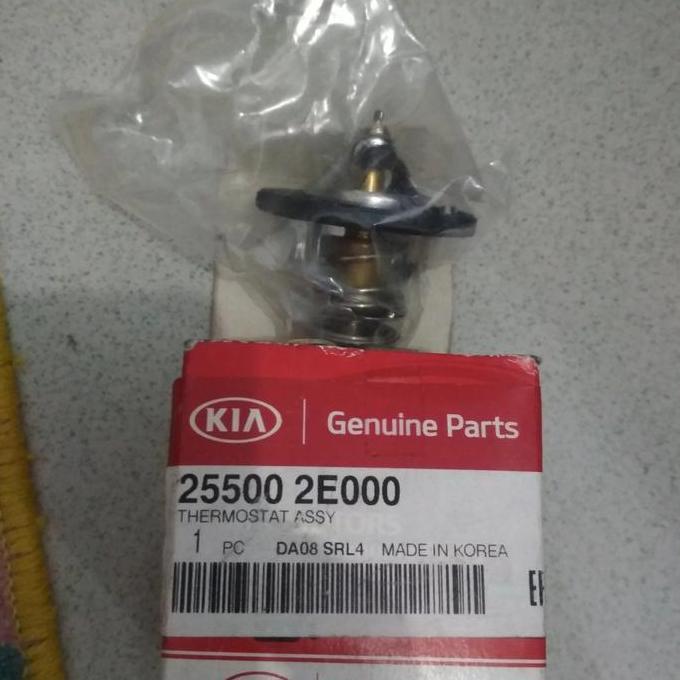 KIA Genuine Parts
25500 2E000
THERMOSTAT ASSY
1 PC DA08 SRL4 MADE IN KOREA